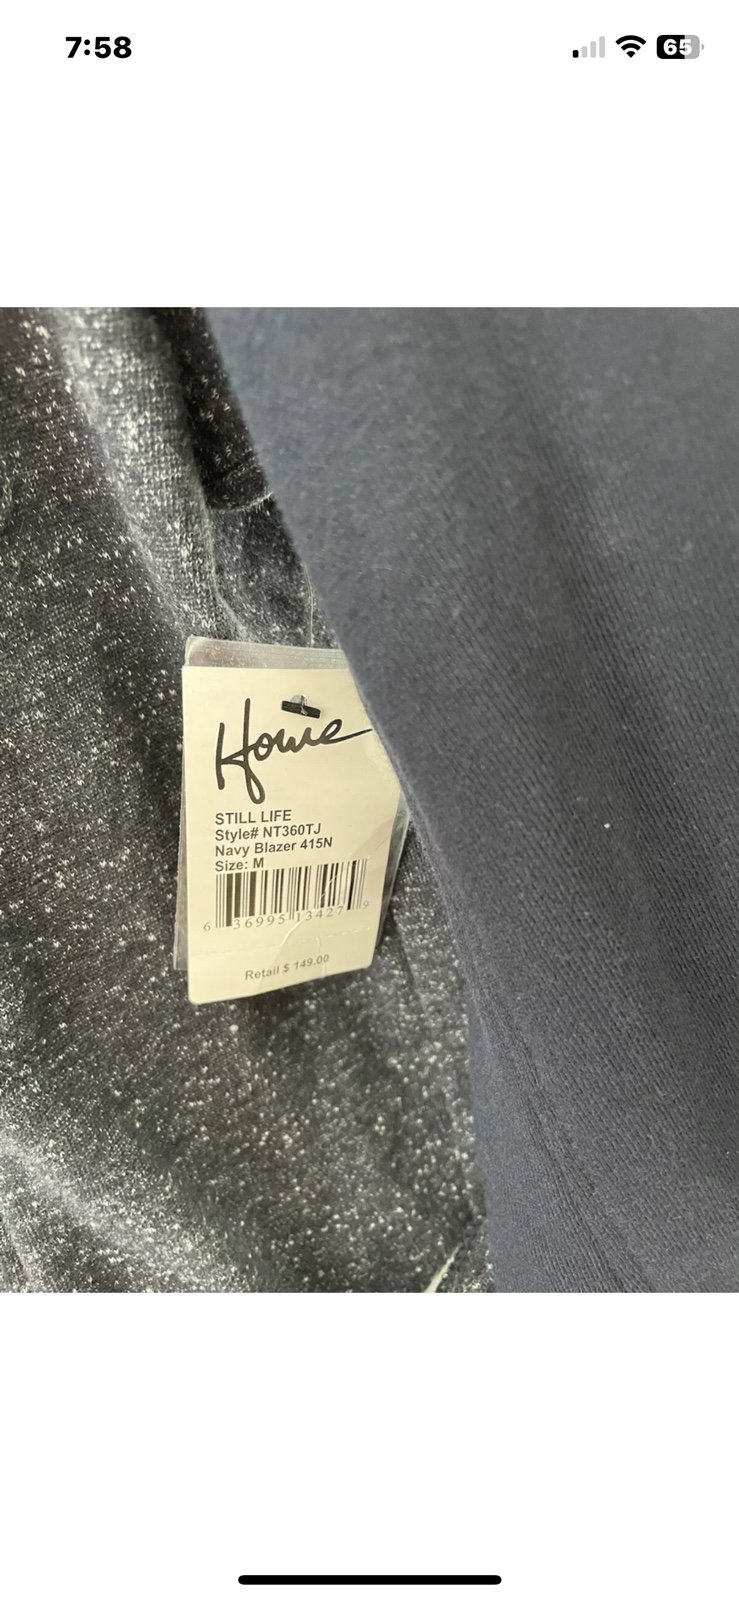 7:58
65
Howe
STILL LIFE
Style# NT360TJ
Navy Blazer 415N
Size: M
6 36995 13427 9
Retail $ 149.00